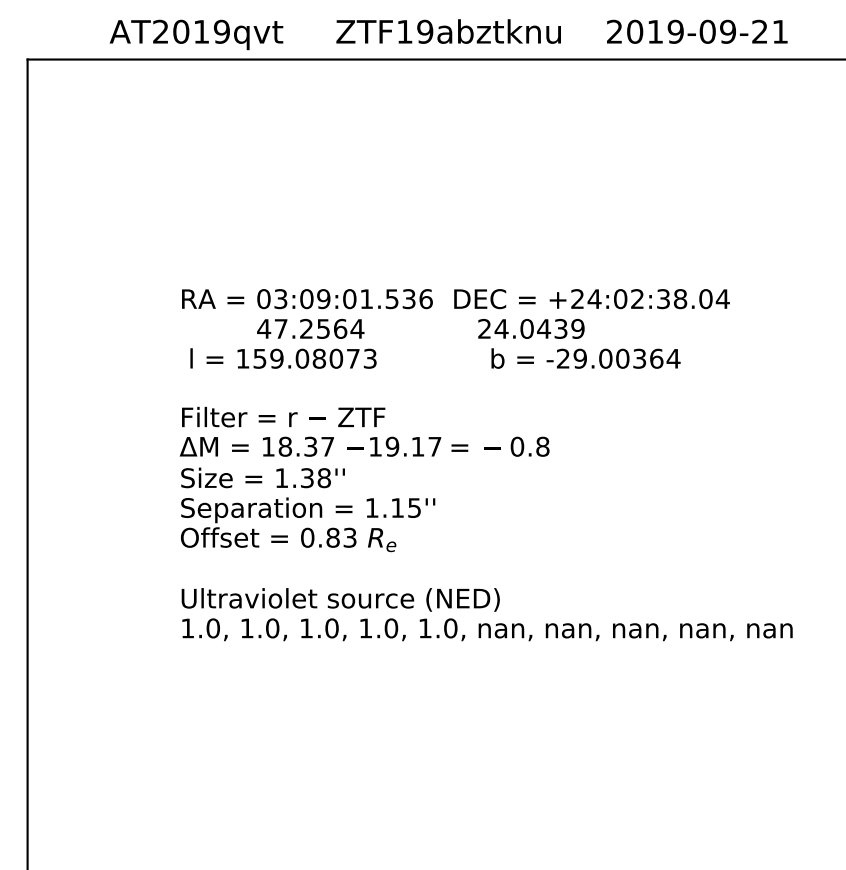 AT2019qvt ZTF19abztknu 2019-09-21
RA = 03:09:01.536 DEC = +24:02:38.04
47.2564 24.0439
l = 159.08073 b = -29.00364
Filter = r − ZTF
ΔM = 18.37 −19.17 = − 0.8
Size = 1.38''
Separation = 1.15''
Offset = 0.83 Rₑ
Ultraviolet source (NED)
1.0, 1.0, 1.0, 1.0, 1.0, nan, nan, nan, nan, nan